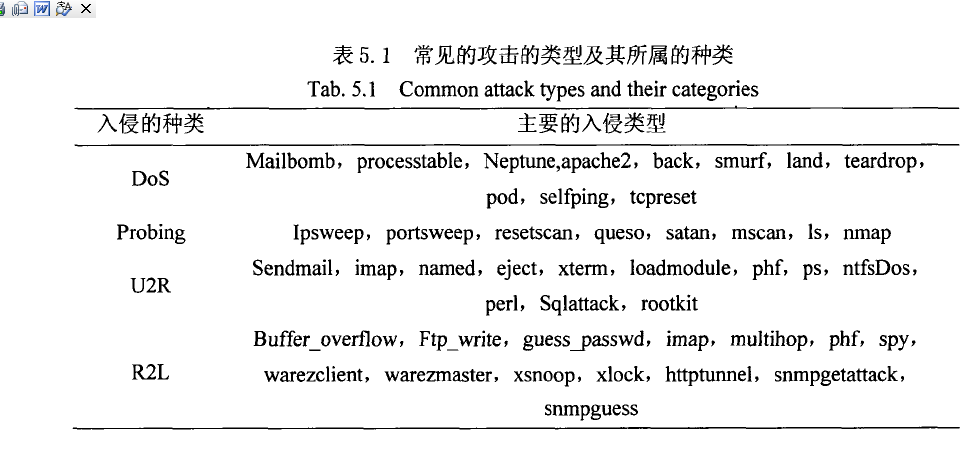 表5.1 常见的攻击的类型及其所属的种类
Tab. 5.1 Common attack types and their categories
入侵的种类 主要的入侵类型
DoS Mailbomb，processtable，Neptune,apache2，back，smurf，land，teardrop，
pod，selfping，tcpreset
Probing Ipsweep，portsweep，resetscan，queso，satan，mscan，ls，nmap
U2R Sendmail，imap，named，eject，xterm，loadmodule，phf，ps，ntfsDos，
perl，Sqlattack，rootkit
R2L Buffer_overflow，Ftp_write，guess_passwd，imap，multihop，phf，spy，
warezclient，warezmaster，xsnoop，xlock，httptunnel，snmpgetattack，
snmpguess